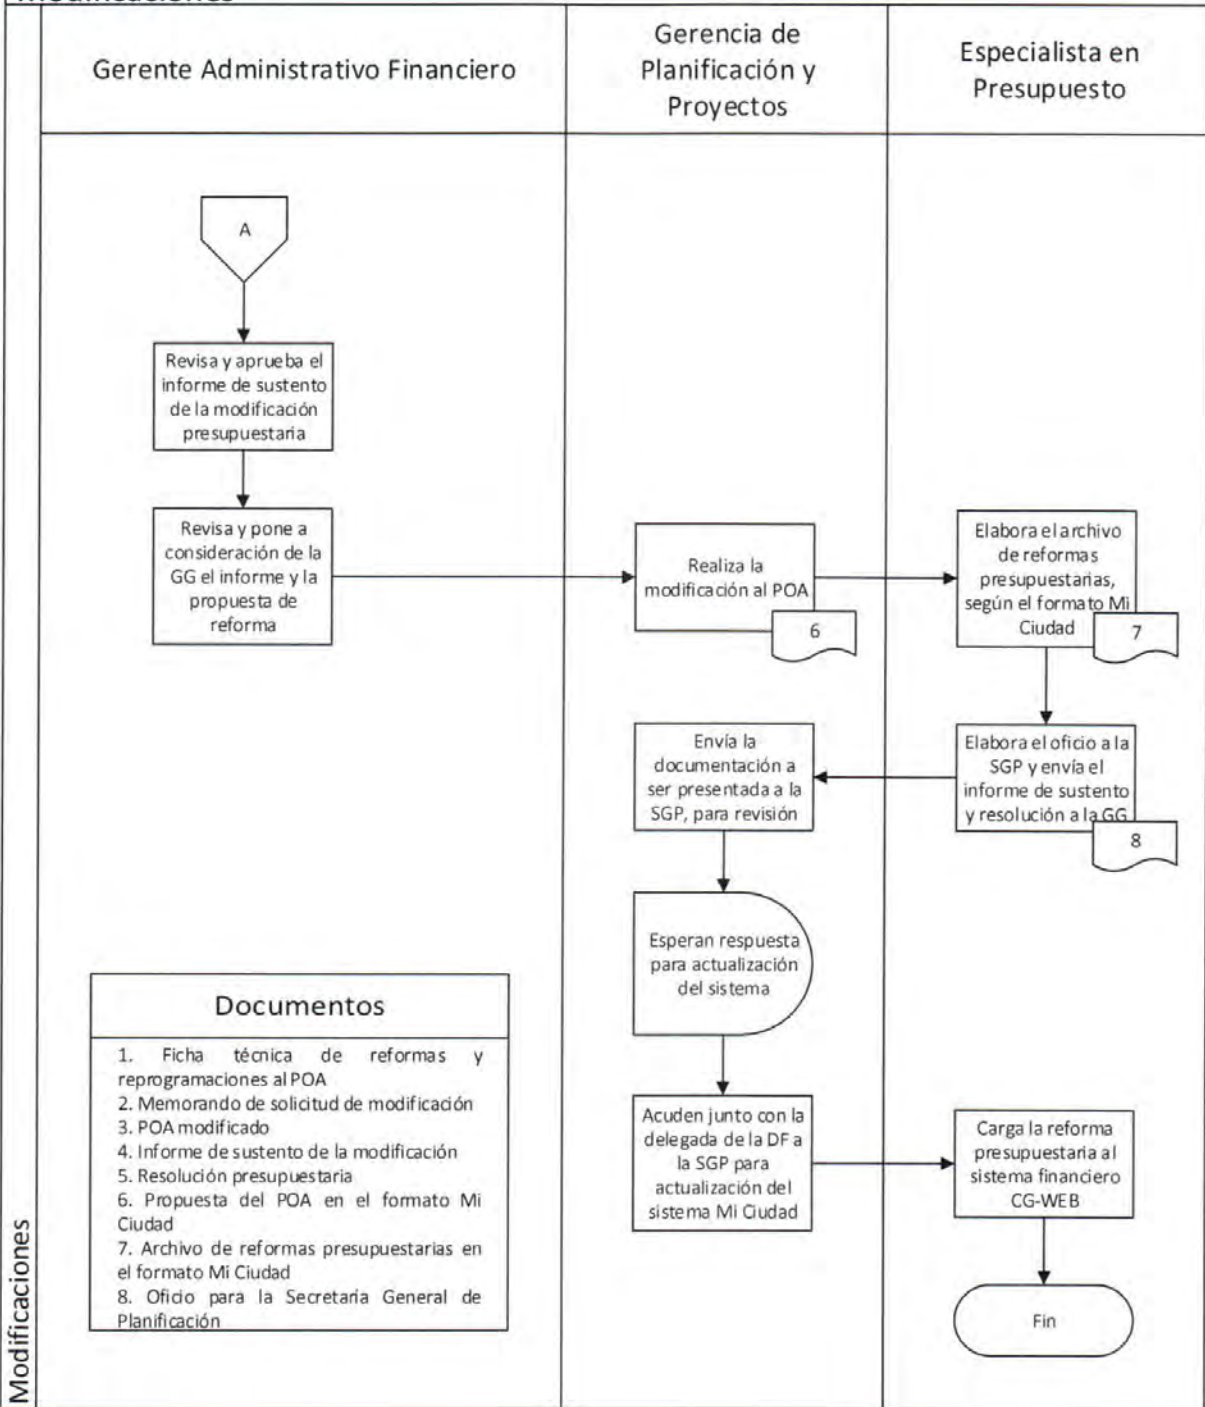 Modificaciones
Gerente Administrativo Financiero
Gerencia de
Planificación y
Proyectos
Especialista en
Presupuesto
A
Revisa y aprueba el
informe de sustento
de la modificación
presupuestaria
Revisa y pone a
consideración de la
GG el informe y la
propuesta de
reforma
Realiza la
modificación al POA
6
Elabora el archivo
de reformas
presupuestarias,
según el formato Mi
Ciudad
7
Envía la
documentación a
ser presentada a la
SGP, para revisión
Elabora el oficio a la
SGP y envía el
informe de sustento
y resolución a la GG
8
Esperan respuesta
para actualización
del sistema
Documentos
1. Ficha técnica de reformas y
reprogramaciones al POA
2. Memorando de solicitud de modificación
3. POA modificado
4. Informe de sustento de la modificación
5. Resolución presupuestaria
6. Propuesta del POA en el formato Mi
Ciudad
7. Archivo de reformas presupuestarias en
el formato Mi Ciudad
8. Oficio para la Secretaría General de
Planificación
Acuden junto con la
delegada de la DF a
la SGP para
actualización del
sistema Mi Ciudad
Carga la reforma
presupuestaria al
sistema financiero
CG-WEB
Fin
Modificaciones